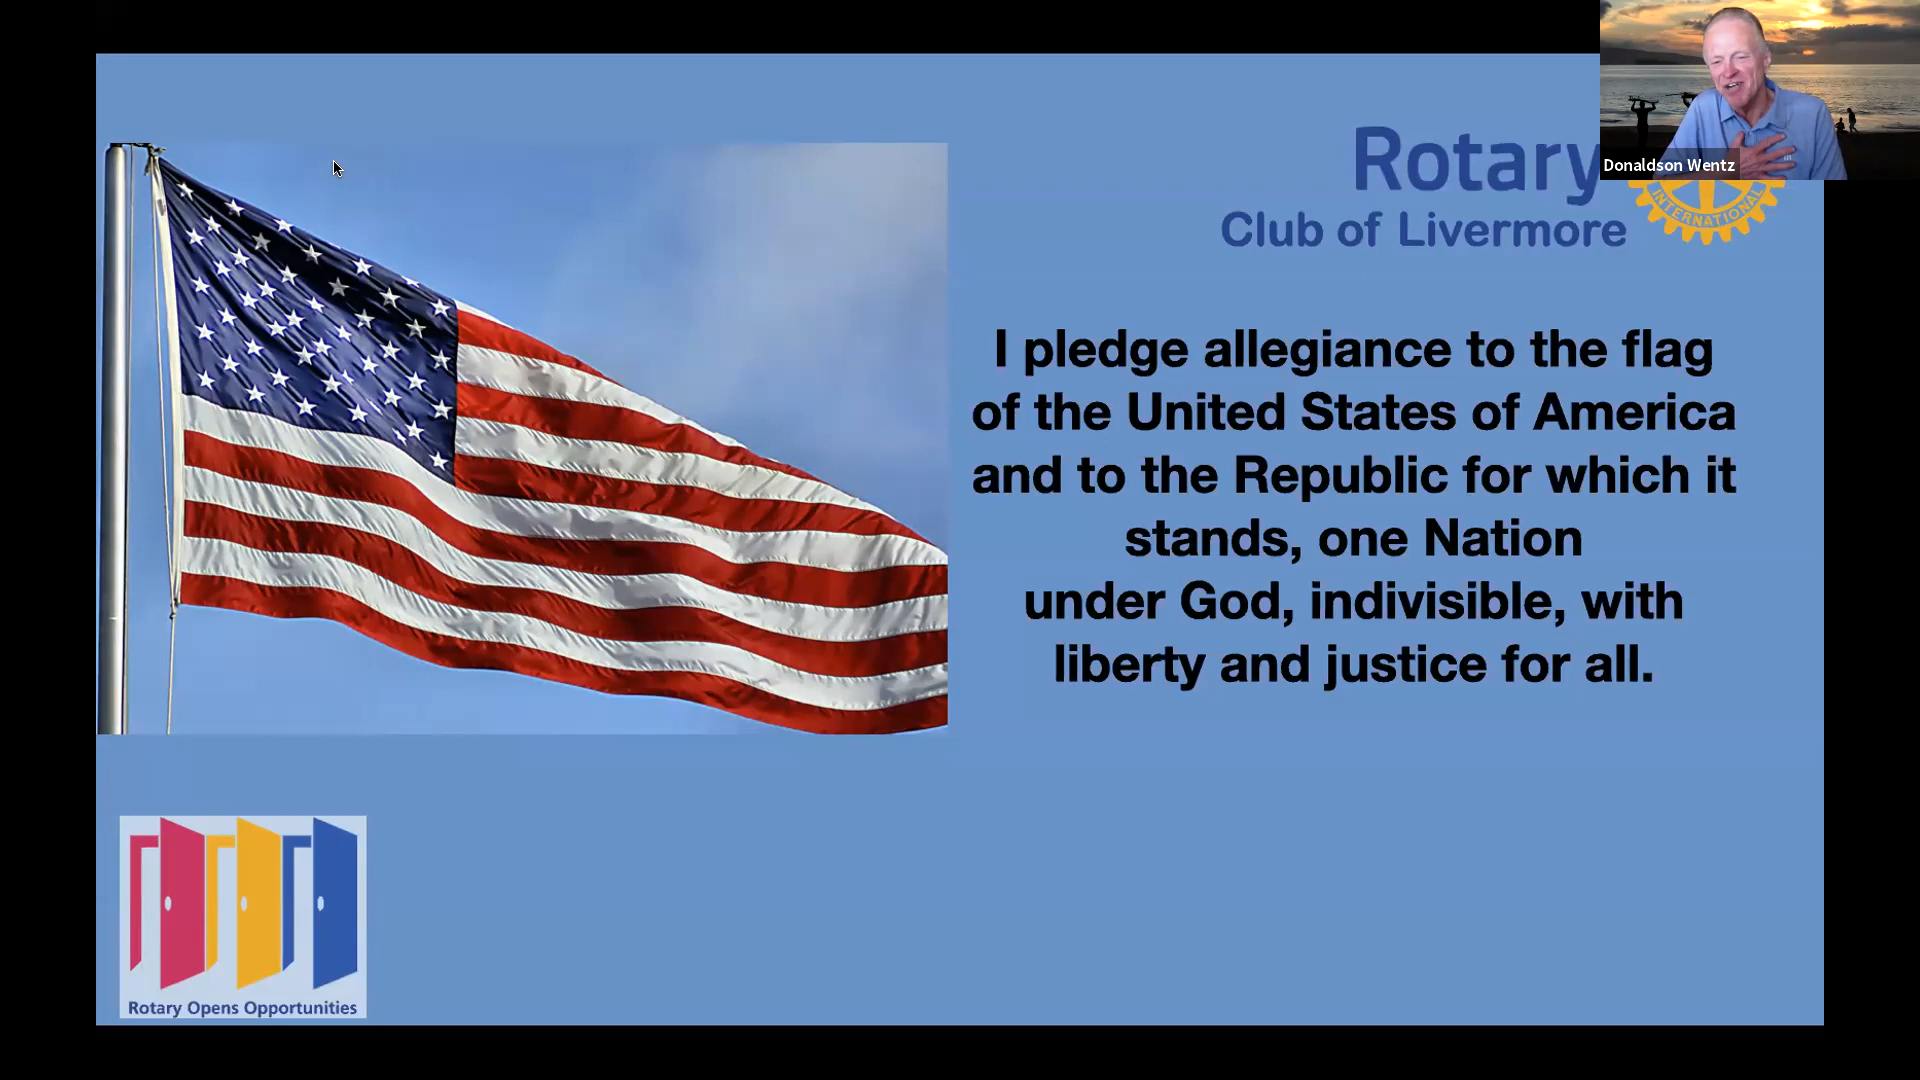 Donaldson Wentz
Rotary
Club of Livermore
INTERNATIONAL
I pledge allegiance to the flag
of the United States of America
and to the Republic for which it
stands, one Nation
under God, indivisible, with
liberty and justice for all.
Rotary Opens Opportunities